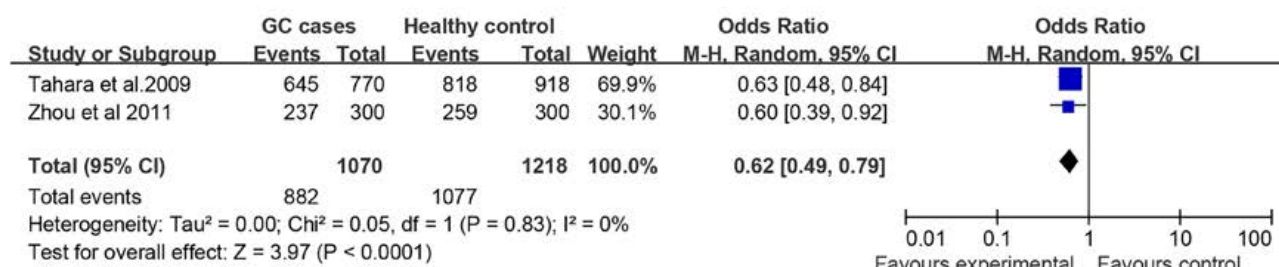 GC cases Healthy control Odds Ratio Odds Ratio
Study or Subgroup Events Total Events Total Weight M-H, Random, 95% CI M-H, Random, 95% CI
Tahara et al.2009 645 770 818 918 69.9% 0.63 [0.48, 0.84]
Zhou et al 2011 237 300 259 300 30.1% 0.60 [0.39, 0.92]
Total (95% CI) 1070 1218 100.0% 0.62 [0.49, 0.79]
Total events 882 1077
Heterogeneity: Tau² = 0.00; Chi² = 0.05, df = 1 (P = 0.83); I² = 0%
Test for overall effect: Z = 3.97 (P < 0.0001)
0.01 0.1 1 10 100
Favours experimental Favours control